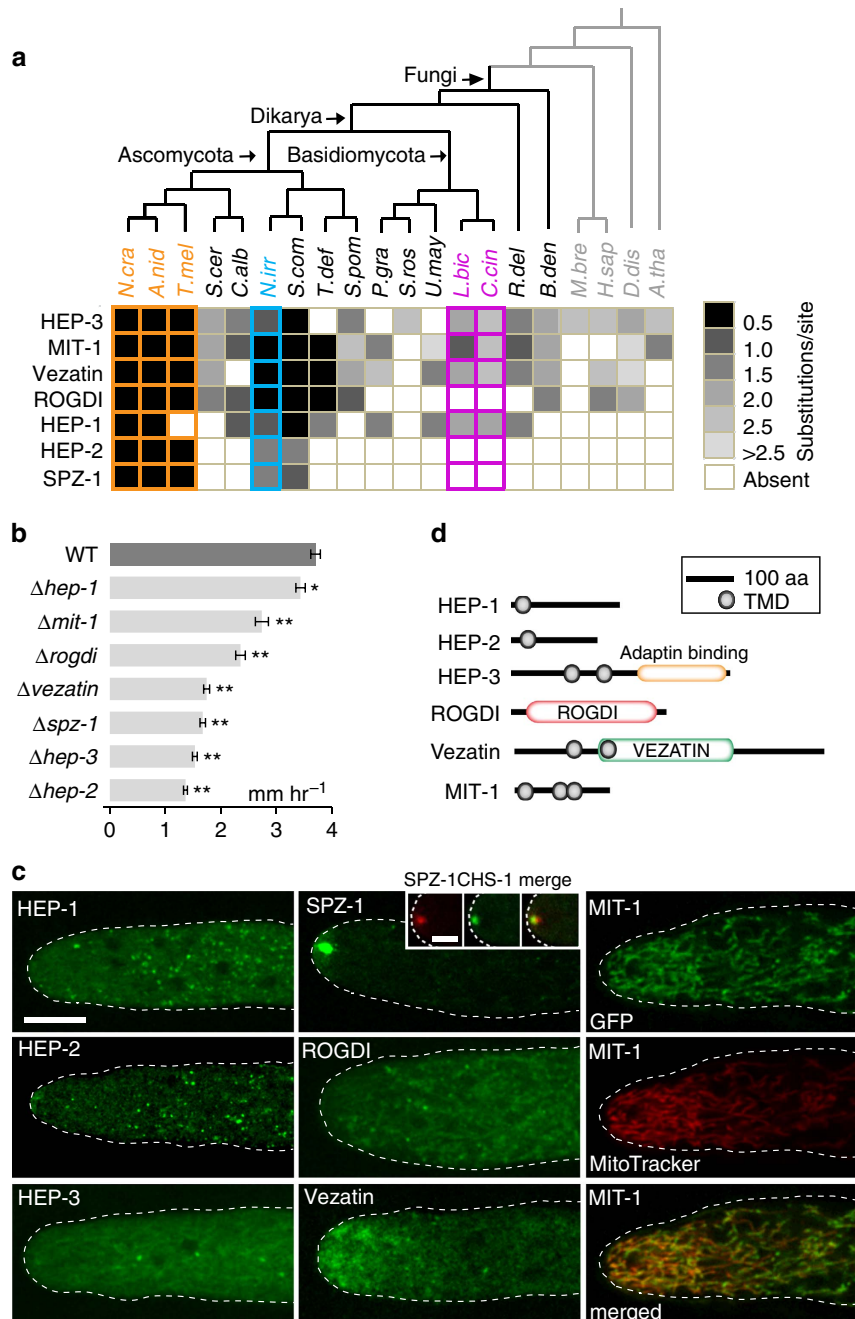 a
Fungi
Dikarya
Ascomycota
Basidiomycota
N.cra
A.nid
T.mel
S.cer
C.alb
N.irr
S.com
T.def
S.pom
P.gra
S.ros
U.may
L.bic
C.cin
R.del
B.den
M.bre
H.sap
D.dis
A.tha
HEP-3
MIT-1
Vezatin
ROGDI
HEP-1
HEP-2
SPZ-1
0.5
1.0
1.5
2.0
2.5
>2.5
Absent
Substitutions/site
b
WT
Δhep-1 *
Δmit-1 **
Δrogdi **
Δvezatin **
Δspz-1 **
Δhep-3 **
Δhep-2 **
mm hr⁻¹
0 1 2 3 4
d
100 aa
TMD
HEP-1
HEP-2
Adaptin binding
HEP-3
ROGDI ROGDI
Vezatin VEZATIN
MIT-1
c
SPZ-1CHS-1 merge
HEP-1
SPZ-1
MIT-1
GFP
HEP-2
ROGDI
MIT-1
MitoTracker
HEP-3
Vezatin
MIT-1
merged